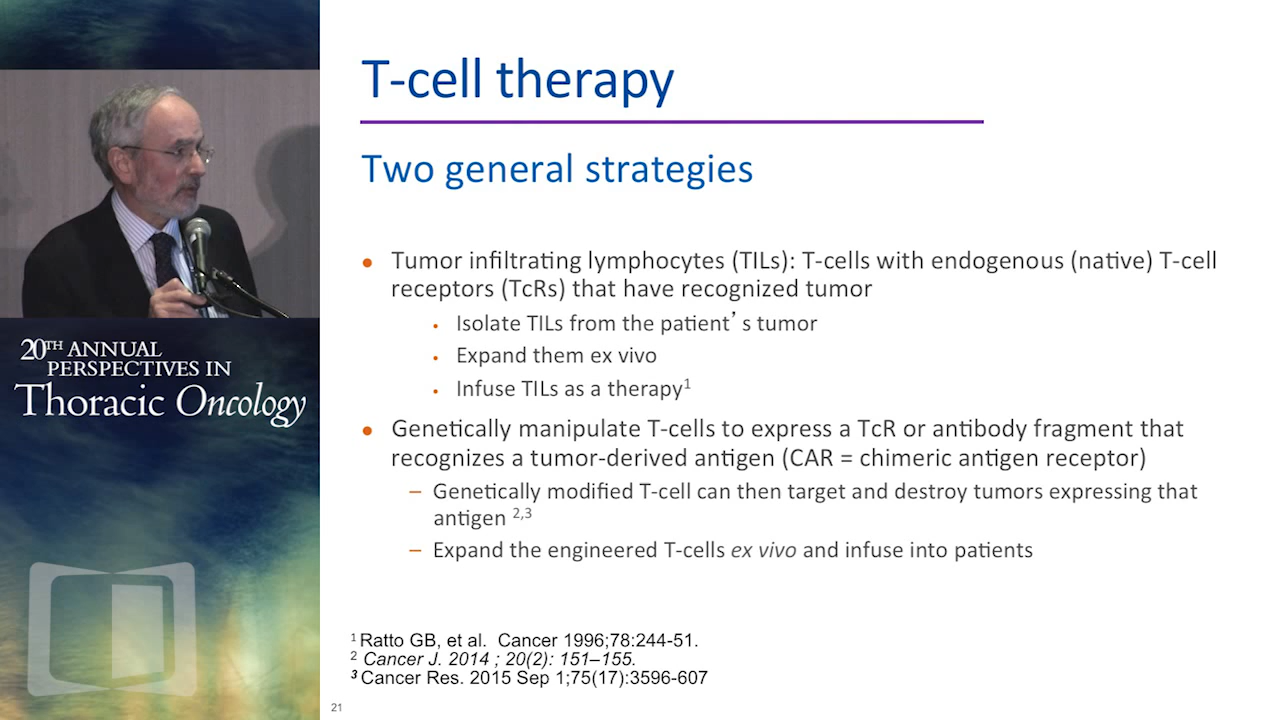 T-cell therapy
Two general strategies
• Tumor infiltrating lymphocytes (TILs): T-cells with endogenous (native) T-cell
receptors (TcRs) that have recognized tumor
• Isolate TILs from the patient's tumor
• Expand them ex vivo
• Infuse TILs as a therapy¹
• Genetically manipulate T-cells to express a TcR or antibody fragment that
recognizes a tumor-derived antigen (CAR = chimeric antigen receptor)
– Genetically modified T-cell can then target and destroy tumors expressing that
antigen ²,³
– Expand the engineered T-cells ex vivo and infuse into patients
¹ Ratto GB, et al. Cancer 1996;78:244-51.
² Cancer J. 2014 ; 20(2): 151–155.
³ Cancer Res. 2015 Sep 1;75(17):3596-607
21
20TH ANNUAL
PERSPECTIVES IN
Thoracic Oncology